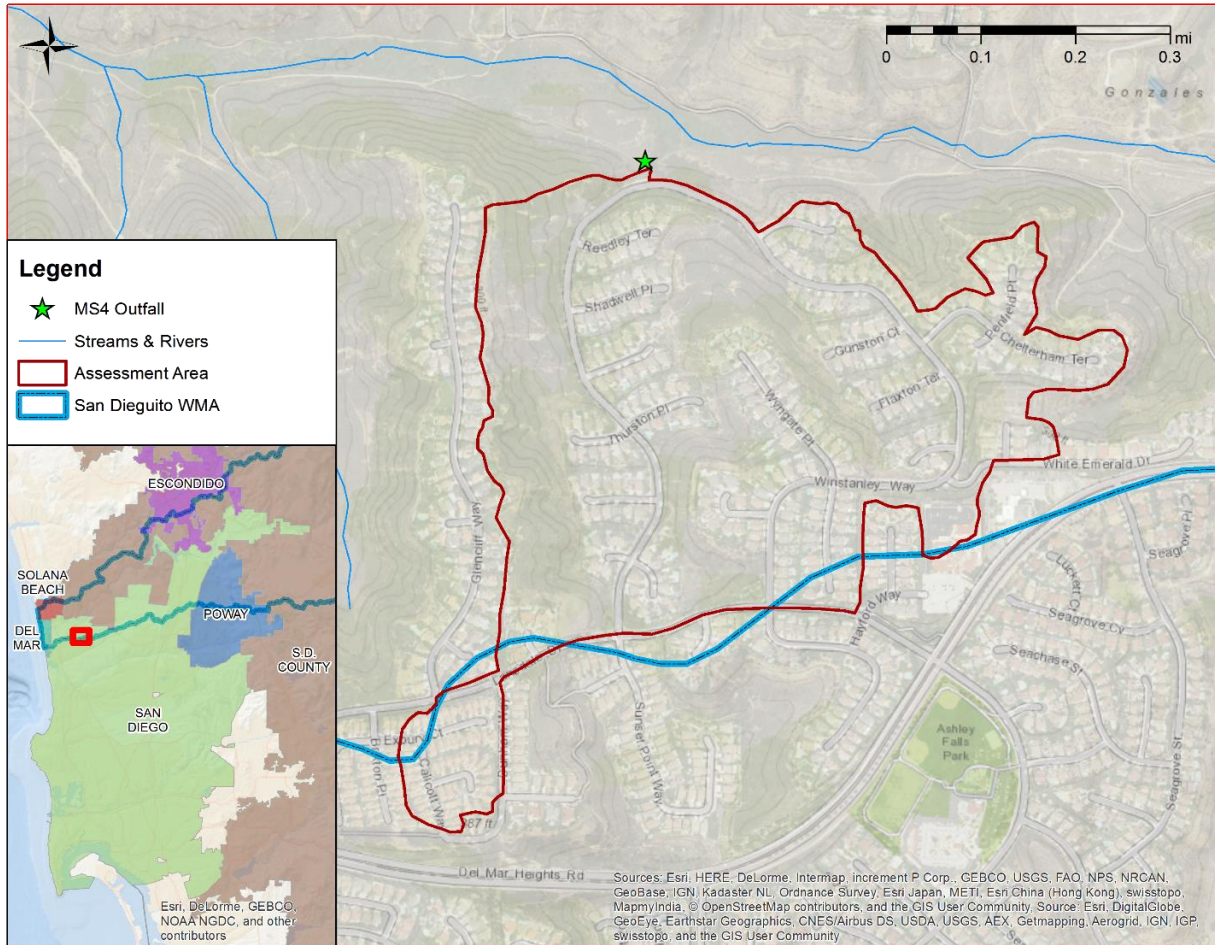 mi
0 0.1 0.2 0.3
Gonzales
Reedley Ter
Shadwell Pl
Penfield Pl
Gunston Ct
Chelterham Ter
Flaxton Ter
Wyngate Pl
Thurston Pl
White Emerald Dr
Winstanley Way
Glencliff Way
Seagrove Pl
Luckett Ct
Hayford Way
Seagrove Cv
Seachase St
Sunset Point Way
Exbury Ct
Calicott Way
Ashley
Falls
Park
Seagrove St
Del Mar Heights Rd
Legend
MS4 Outfall
Streams & Rivers
Assessment Area
San Dieguito WMA
ESCONDIDO
SOLANA
BEACH
DEL
MAR
POWAY
S.D.
COUNTY
SAN
DIEGO
Esri, DeLorme, GEBCO,
NOAA NGDC, and other
contributors
Sources: Esri, HERE, DeLorme, Intermap, increment P Corp., GEBCO, USGS, FAO, NPS, NRCAN,
GeoBase, IGN, Kadaster NL, Ordnance Survey, Esri Japan, METI, Esri China (Hong Kong), swisstopo,
MapmyIndia, © OpenStreetMap contributors, and the GIS User Community, Source: Esri, DigitalGlobe,
GeoEye, Earthstar Geographics, CNES/Airbus DS, USDA, USGS, AEX, Getmapping, Aerogrid, IGN, IGP,
swisstopo, and the GIS User Community